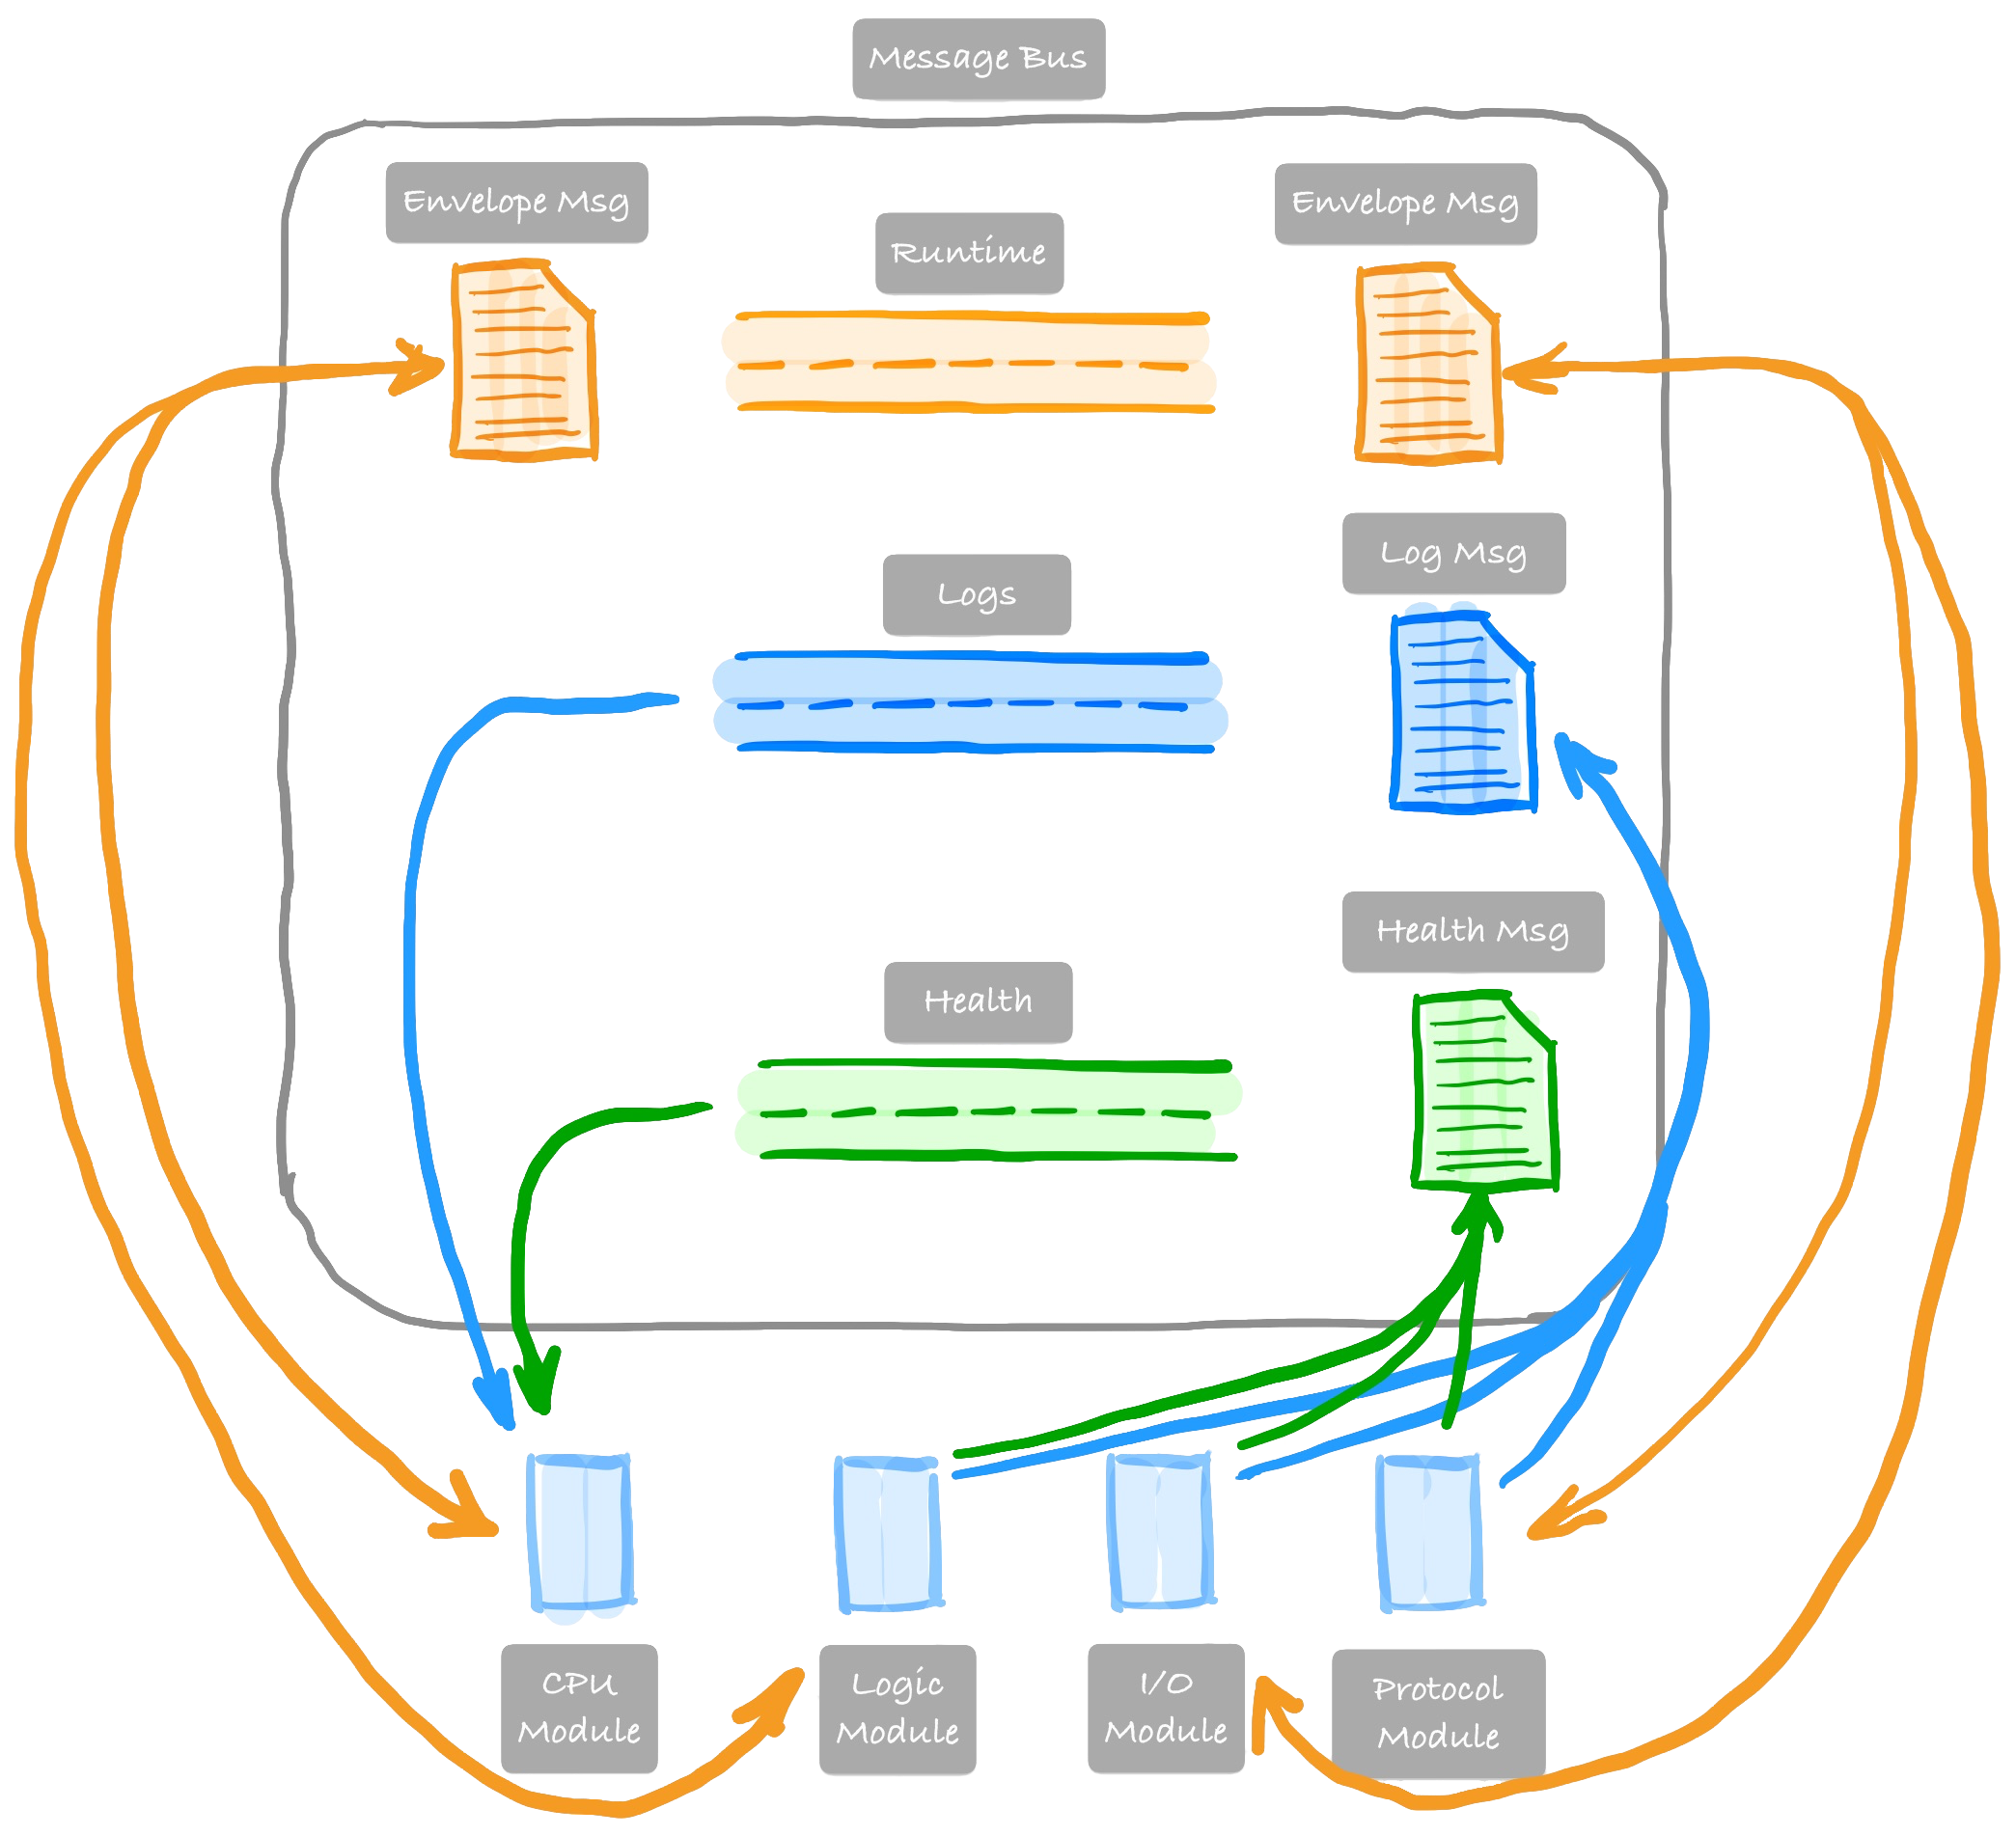 Message Bus
Envelope Msg
Envelope Msg
Runtime
Log Msg
Logs
Health Msg
Health
CPU
Module
Logic
Module
I/O
Module
Protocol
Module